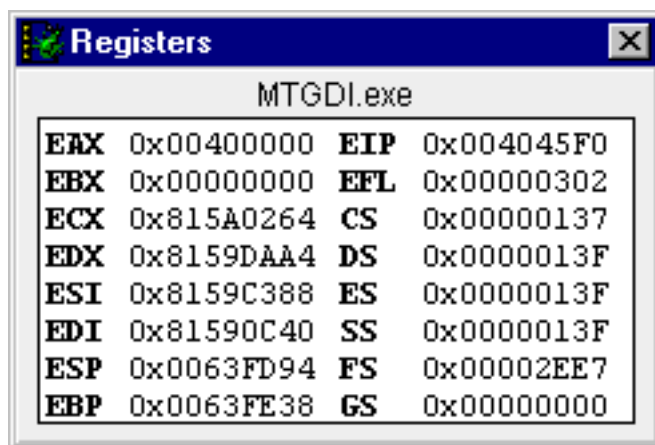 Registers
MTGDI.exe
EAX 0x00400000 EIP 0x004045F0
EBX 0x00000000 EFL 0x00000302
ECX 0x815A0264 CS 0x00000137
EDX 0x8159DAA4 DS 0x0000013F
ESI 0x8159C388 ES 0x0000013F
EDI 0x81590C40 SS 0x0000013F
ESP 0x0063FD94 FS 0x00002EE7
EBP 0x0063FE38 GS 0x00000000